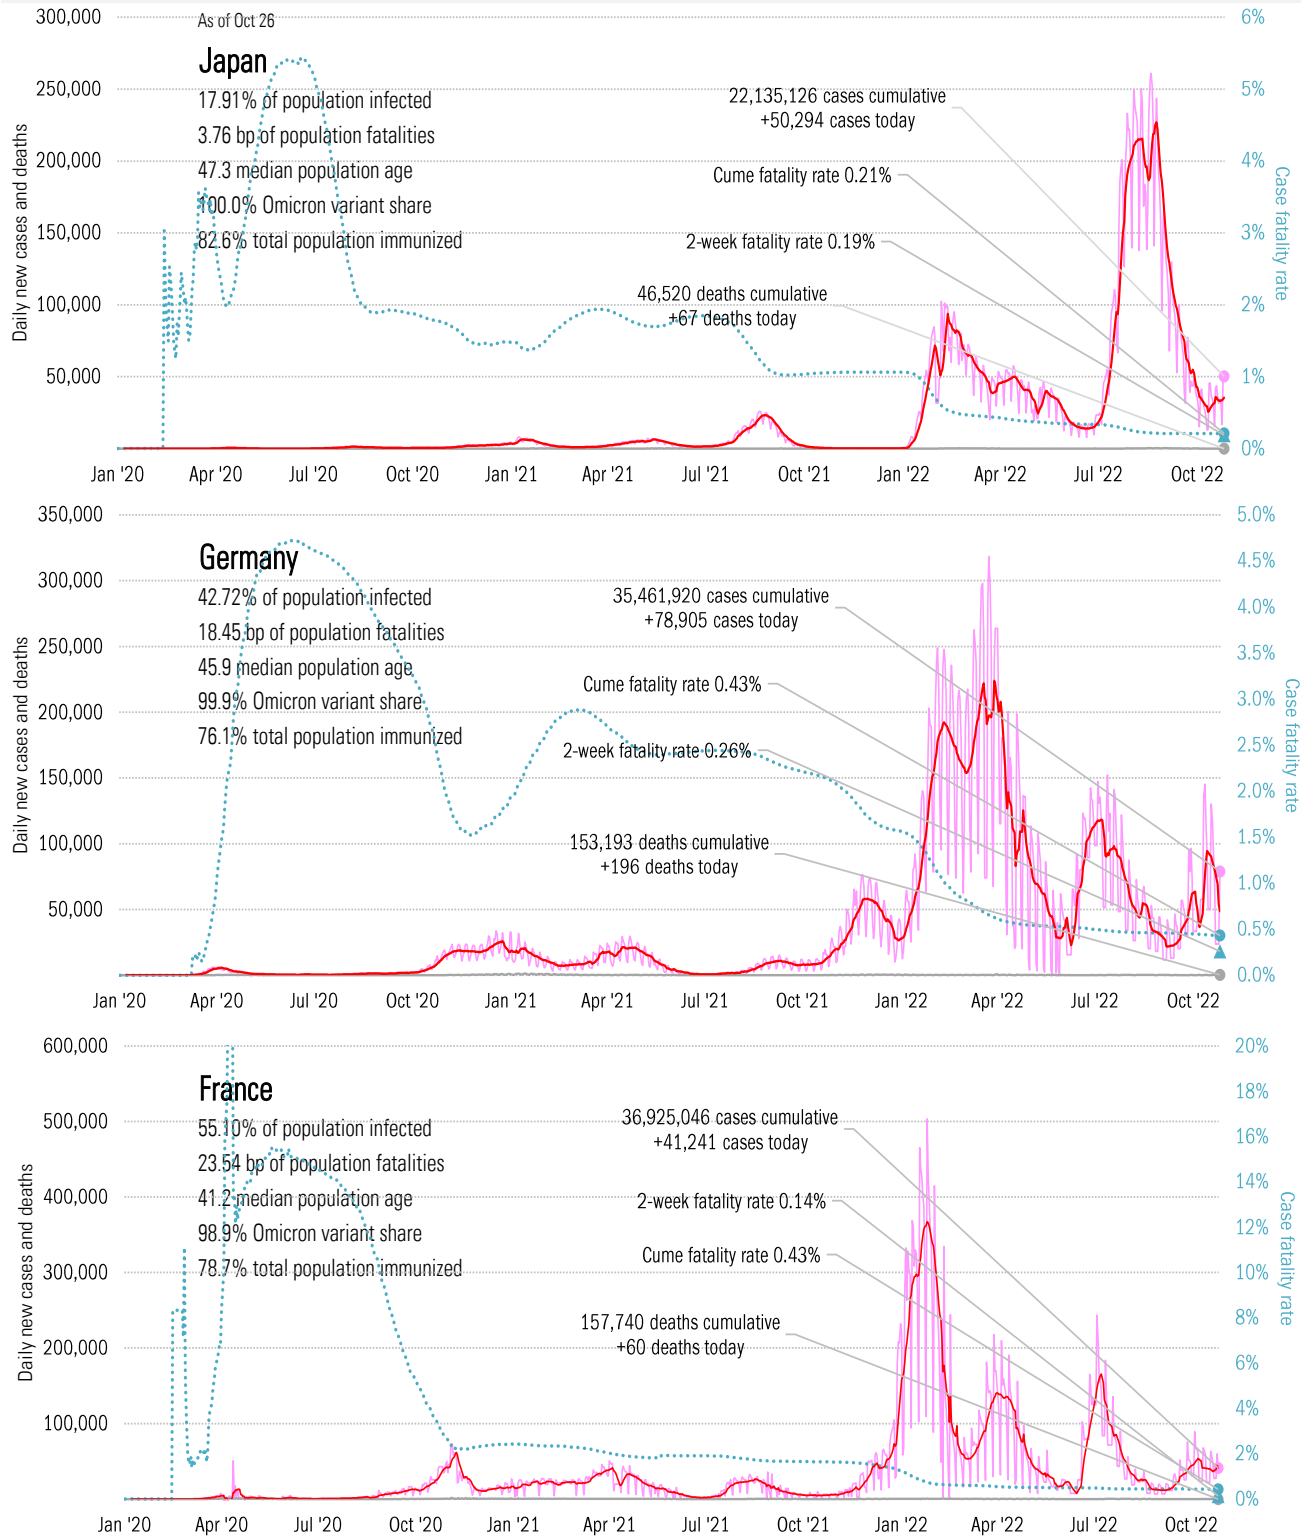 300,000
As of Oct 26
6%
Japan
250,000
17.91% of population infected
22,135,126 cases cumulative
+50,294 cases today
5%
3.76 bp of population fatalities
200,000
47.3 median population age
Cume fatality rate 0.21%
4%
100.0% Omicron variant share
150,000
82.6% total population immunized
2-week fatality rate 0.19%
3%
100,000
46,520 deaths cumulative
+67 deaths today
2%
50,000
1%
0%
Daily new cases and deaths
Case fatality rate
Jan '20 Apr '20 Jul '20 Oct '20 Jan '21 Apr '21 Jul '21 Oct '21 Jan '22 Apr '22 Jul '22 Oct '22
350,000
5.0%
Germany
300,000
4.5%
42.72% of population infected
35,461,920 cases cumulative
+78,905 cases today
4.0%
18.45 bp of population fatalities
250,000
3.5%
45.9 median population age
Cume fatality rate 0.43%
99.9% Omicron variant share
200,000
3.0%
76.1% total population immunized
2-week fatality rate 0.26%
2.5%
150,000
2.0%
100,000
153,193 deaths cumulative
+196 deaths today
1.5%
1.0%
50,000
0.5%
0.0%
Daily new cases and deaths
Case fatality rate
Jan '20 Apr '20 Jul '20 Oct '20 Jan '21 Apr '21 Jul '21 Oct '21 Jan '22 Apr '22 Jul '22 Oct '22
600,000
20%
France
18%
500,000
55.10% of population infected
36,925,046 cases cumulative
+41,241 cases today
16%
23.54 bp of population fatalities
14%
400,000
41.2 median population age
2-week fatality rate 0.14%
98.9% Omicron variant share
12%
300,000
78.7% total population immunized
Cume fatality rate 0.43%
10%
8%
200,000
157,740 deaths cumulative
+60 deaths today
6%
100,000
4%
2%
0%
Daily new cases and deaths
Case fatality rate
Jan '20 Apr '20 Jul '20 Oct '20 Jan '21 Apr '21 Jul '21 Oct '21 Jan '22 Apr '22 Jul '22 Oct '22